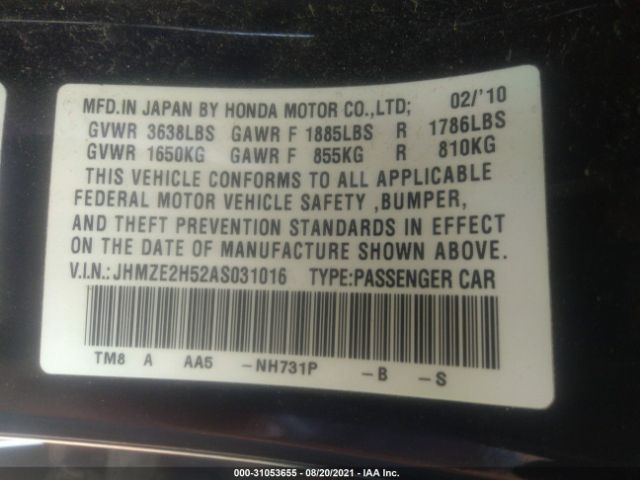 MFD.IN JAPAN BY HONDA MOTOR CO.,LTD; 02/'10
GVWR 3638LBS GAWR F 1885LBS R 1786LBS
GVWR 1650KG GAWR F 855KG R 810KG
THIS VEHICLE CONFORMS TO ALL APPLICABLE
FEDERAL MOTOR VEHICLE SAFETY ,BUMPER,
AND THEFT PREVENTION STANDARDS IN EFFECT
ON THE DATE OF MANUFACTURE SHOWN ABOVE.
V.I.N.:JHMZE2H52AS031016 TYPE:PASSENGER CAR
TM8 A AA5 -NH731P -B -S
000-31053655 - 08/20/2021 - IAA Inc.